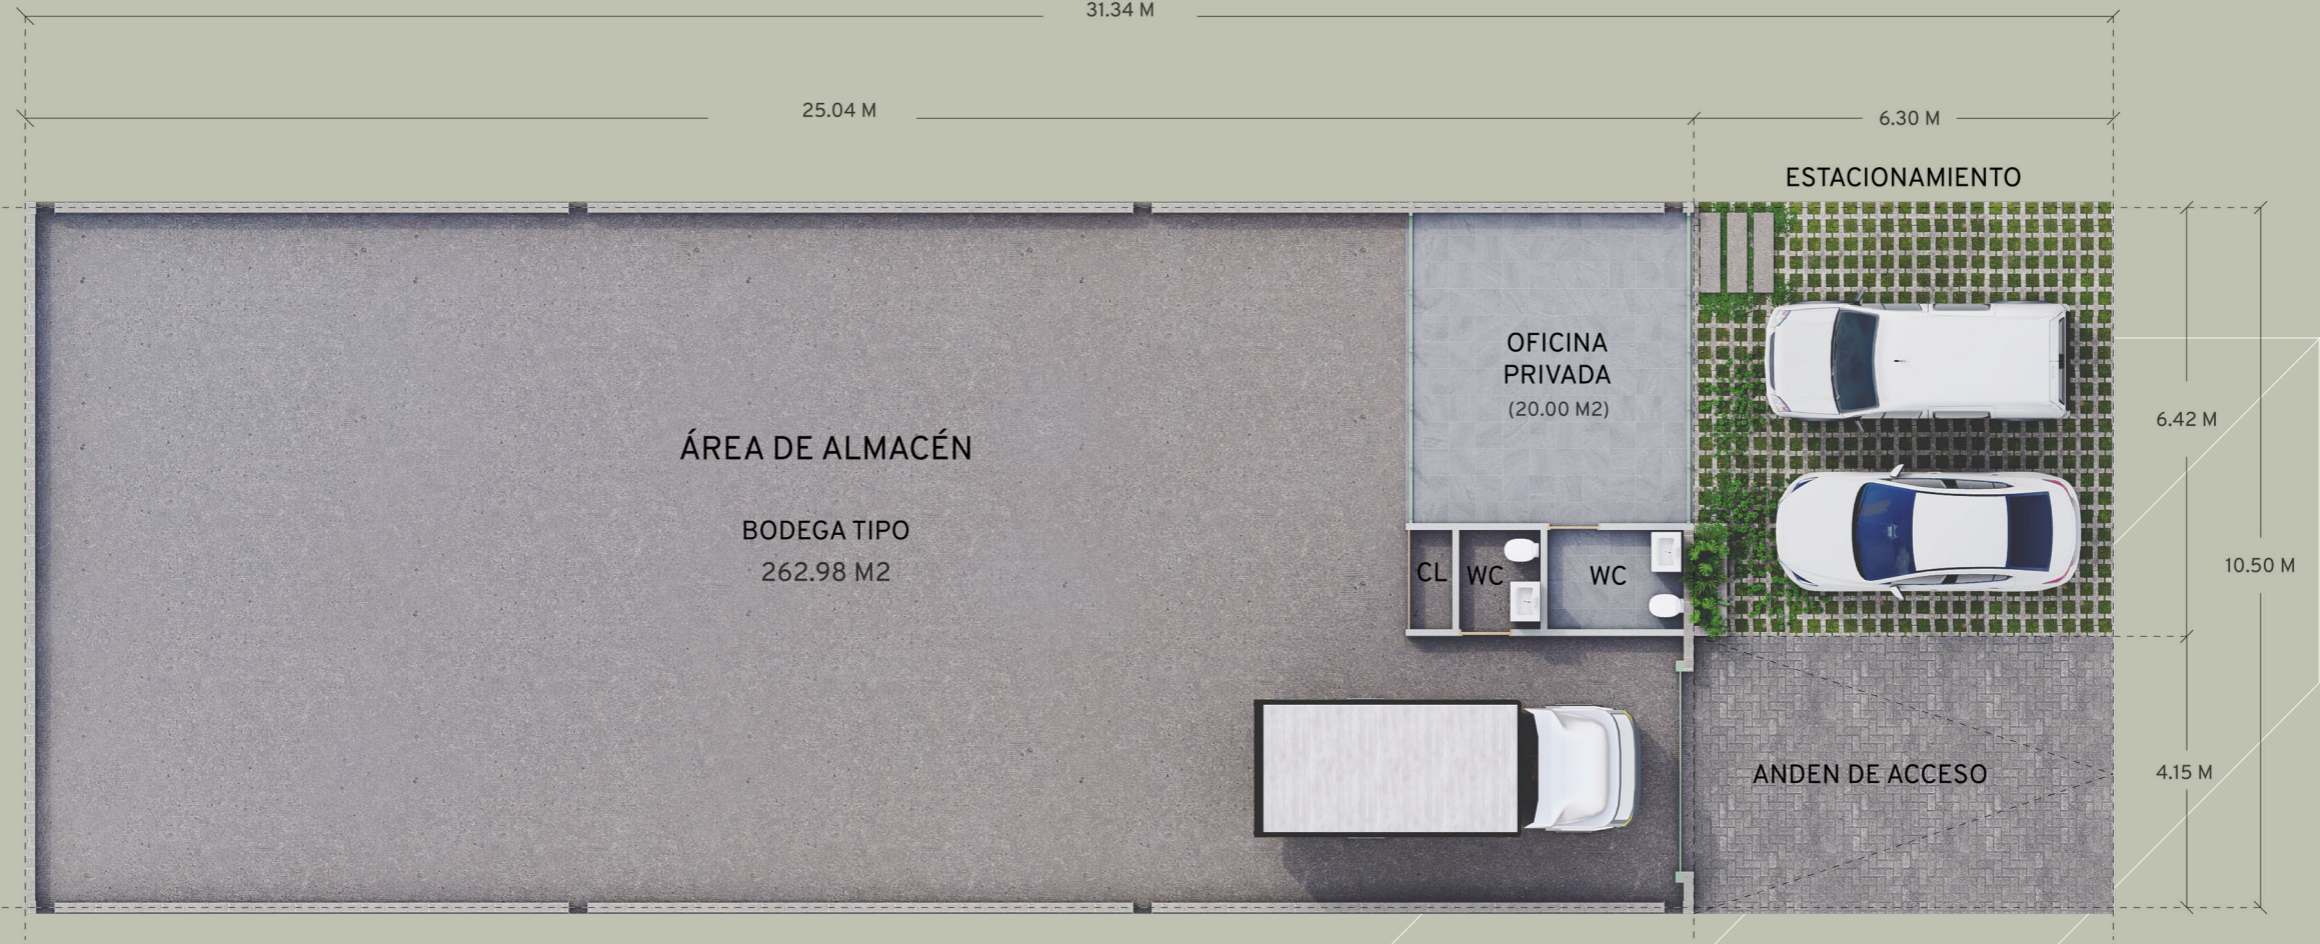 31.34 M
25.04 M
6.30 M
ESTACIONAMIENTO
OFICINA
PRIVADA
(20.00 M2)
6.42 M
ÁREA DE ALMACÉN
BODEGA TIPO
262.98 M2
CL
WC
WC
10.50 M
ANDEN DE ACCESO
4.15 M